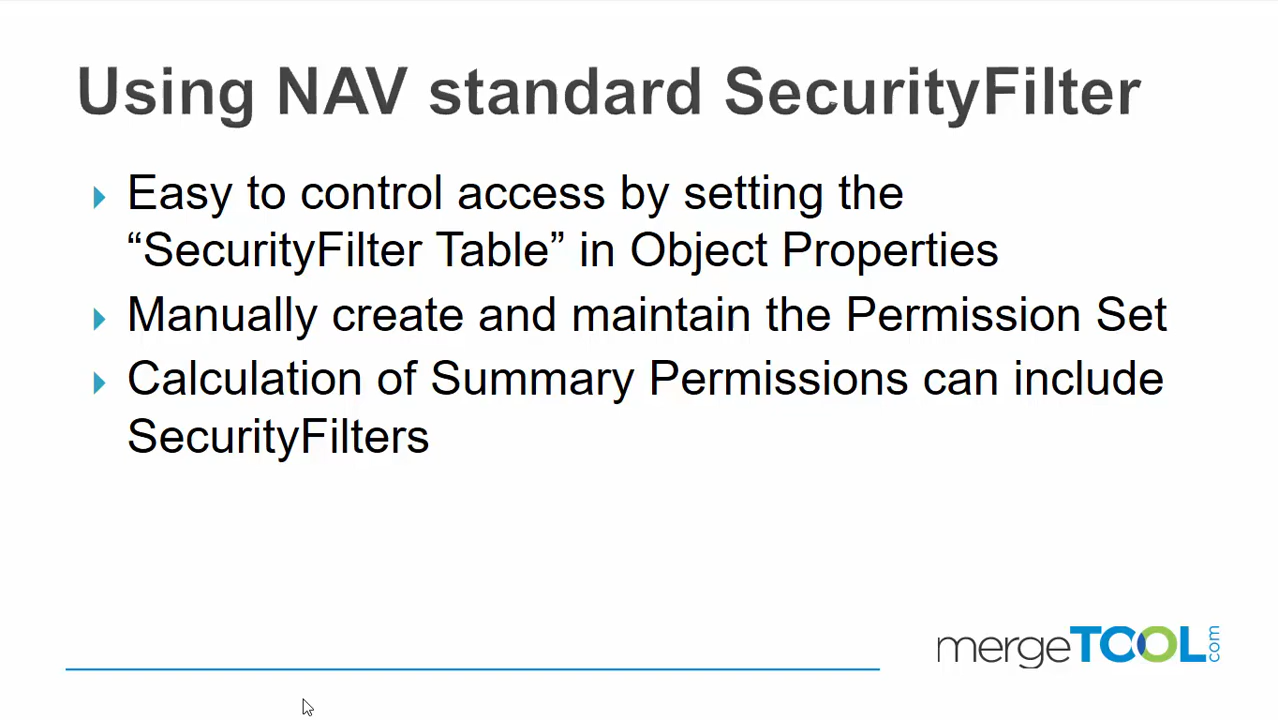 Using NAV standard SecurityFilter
Easy to control access by setting the
“SecurityFilter Table” in Object Properties
Manually create and maintain the Permission Set
Calculation of Summary Permissions can include
SecurityFilters
mergeTOOL.com